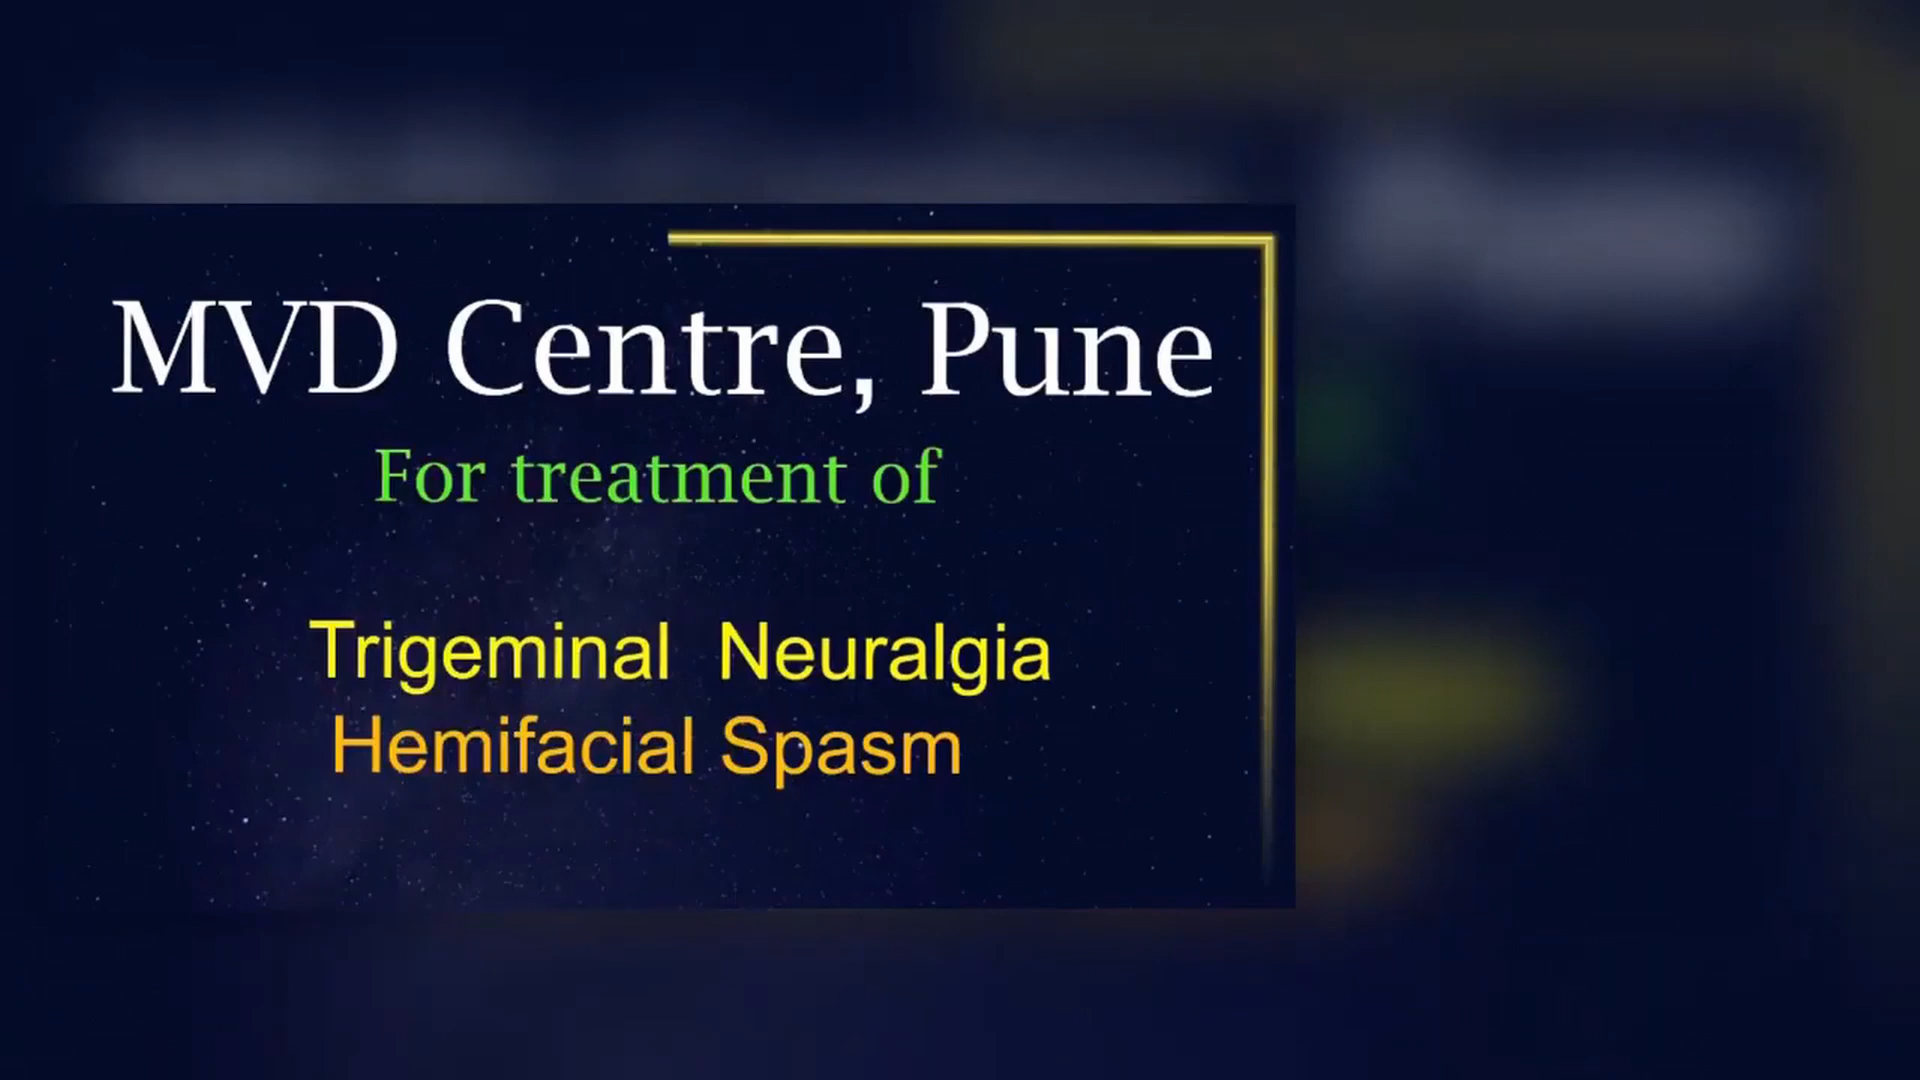 MVD Centre, Pune
For treatment of
Trigeminal Neuralgia
Hemifacial Spasm